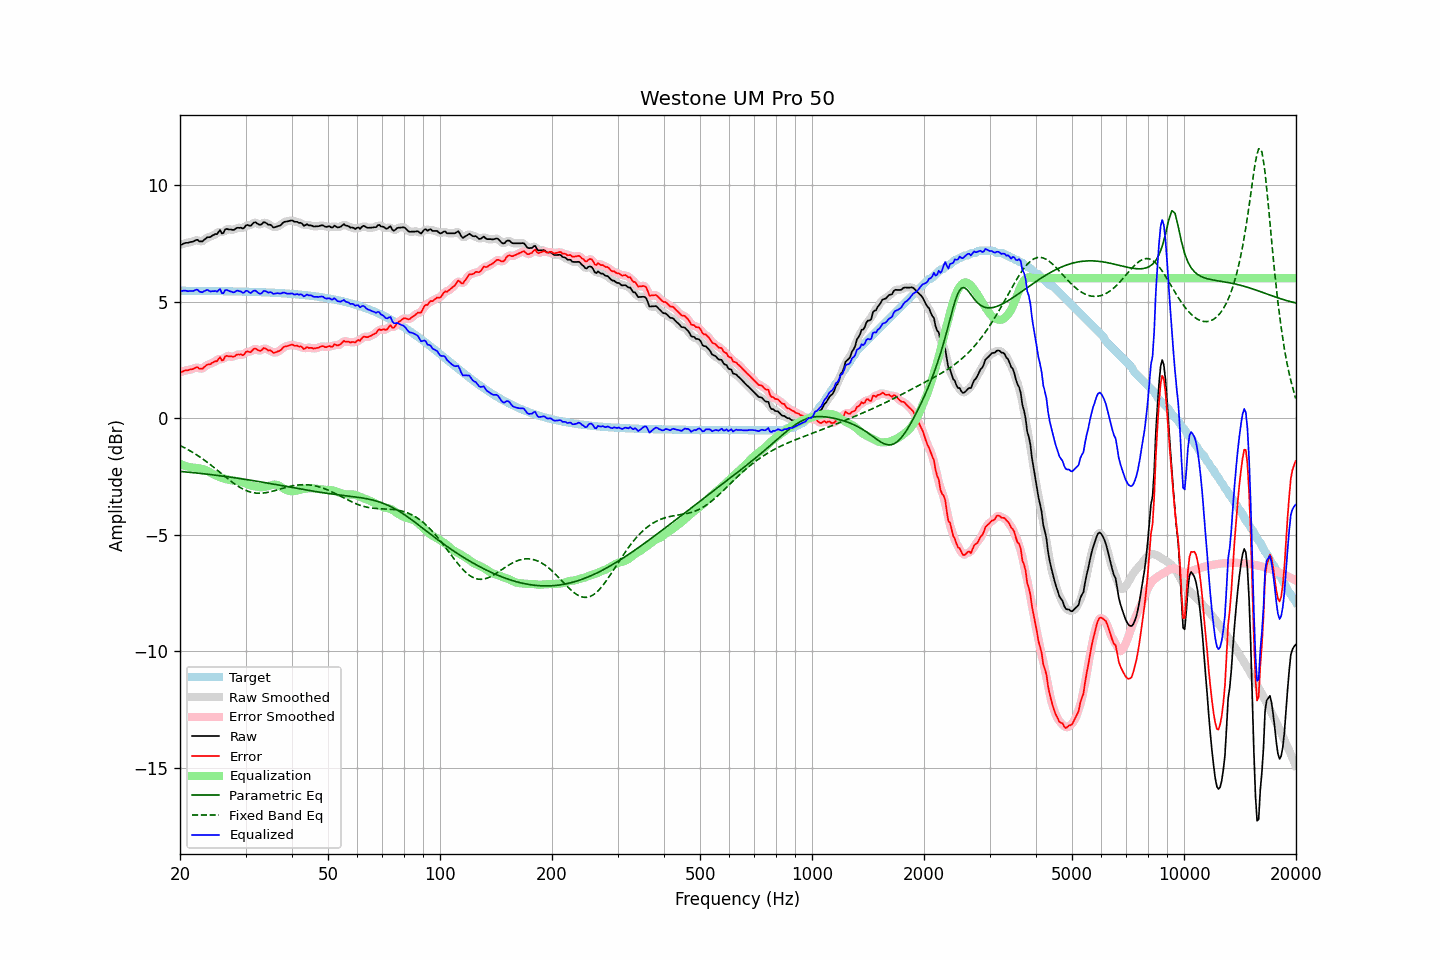 Westone UM Pro 50
Amplitude (dBr)
10
5
0
−5
−10
−15
Target
Raw Smoothed
Error Smoothed
Raw
Error
Equalization
Parametric Eq
Fixed Band Eq
Equalized
20 50 100 200 500 1000 2000 5000 10000 20000
Frequency (Hz)